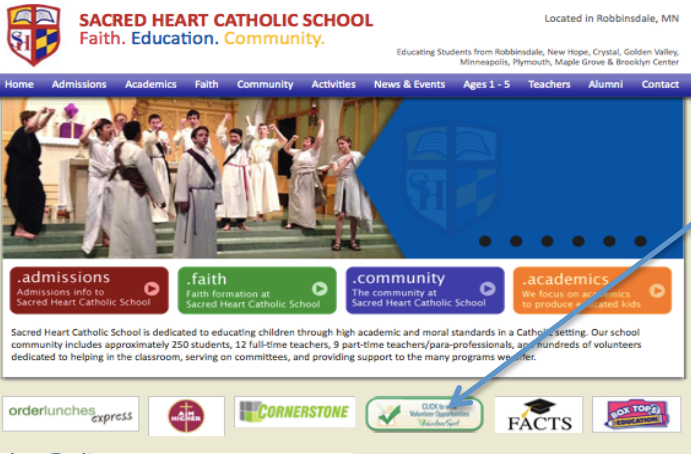 SACRED HEART CATHOLIC SCHOOL
Faith. Education. Community.
Located in Robbinsdale, MN
Educating Students from Robbinsdale, New Hope, Crystal, Golden Valley,
Minneapolis, Plymouth, Maple Grove & Brooklyn Center
Home Admissions Academics Faith Community Activities News & Events Ages 1 - 5 Teachers Alumni Contact
SH
.admissions
Admissions info to
Sacred Heart Catholic School
.faith
Faith formation at
Sacred Heart Catholic School
.community
The community at
Sacred Heart Catholic School
.academics
We focus on academics
to produce educated kids
Sacred Heart Catholic School is dedicated to educating children through high academic and moral standards in a Catholic setting. Our school
community includes approximately 250 students, 12 full-time teachers, 9 part-time teachers/para-professionals, and hundreds of volunteers
dedicated to helping in the classroom, serving on committees, and providing support to the many programs we offer.
orderlunches
express
AIM
HIGHER
CORNERSTONE
CLICK to view
Volunteer Opportunities
VolunteerSpot
FACTS
BOX TOPS
EDUCATION